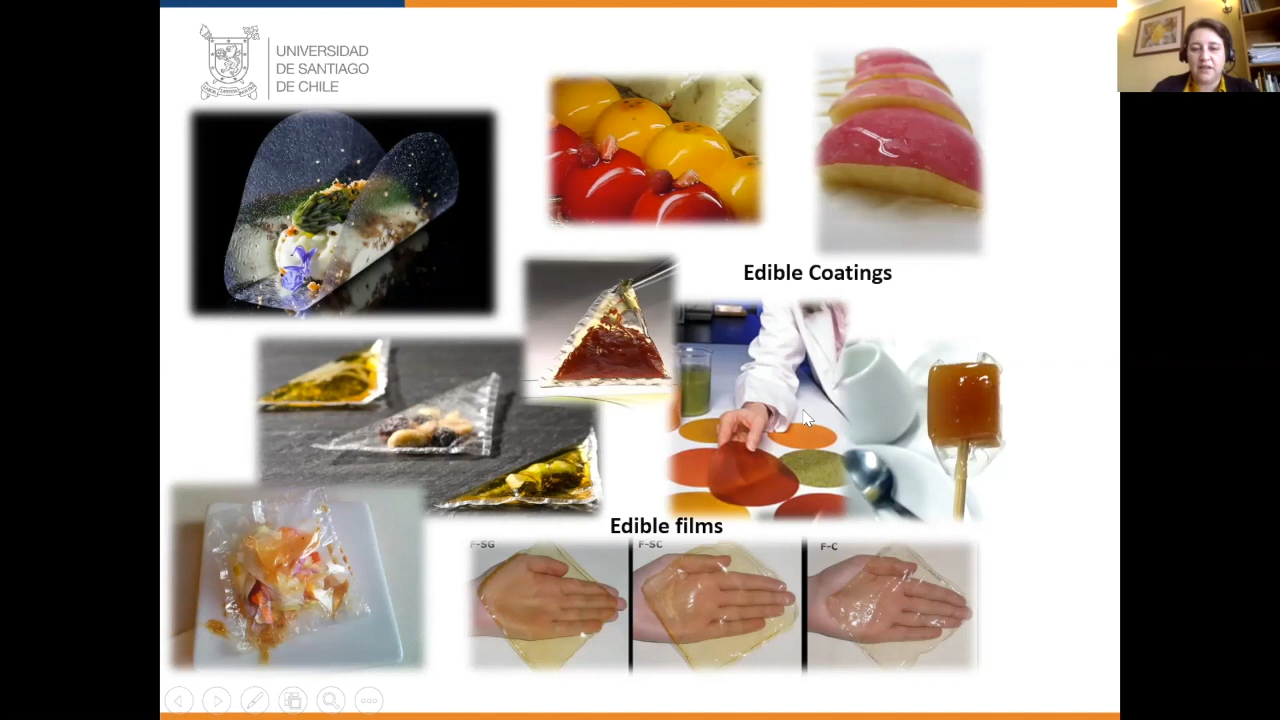 UNIVERSIDAD
DE SANTIAGO
DE CHILE
Edible Coatings
Edible films
F-SG
F-SC
F-C